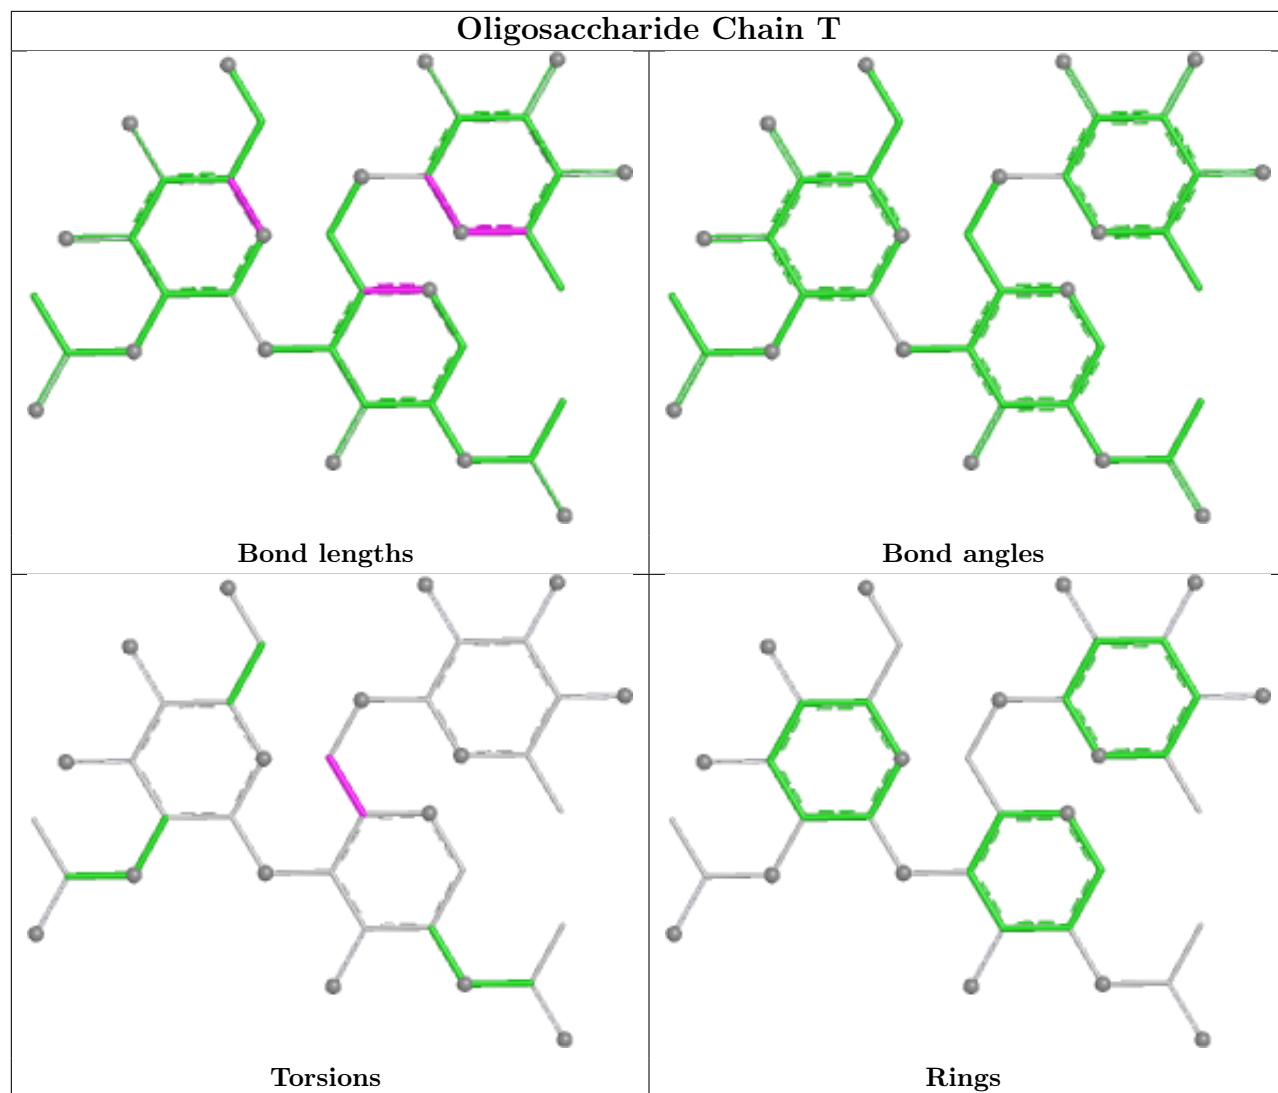 Oligosaccharide Chain T
Bond lengths
Bond angles
Torsions
Rings